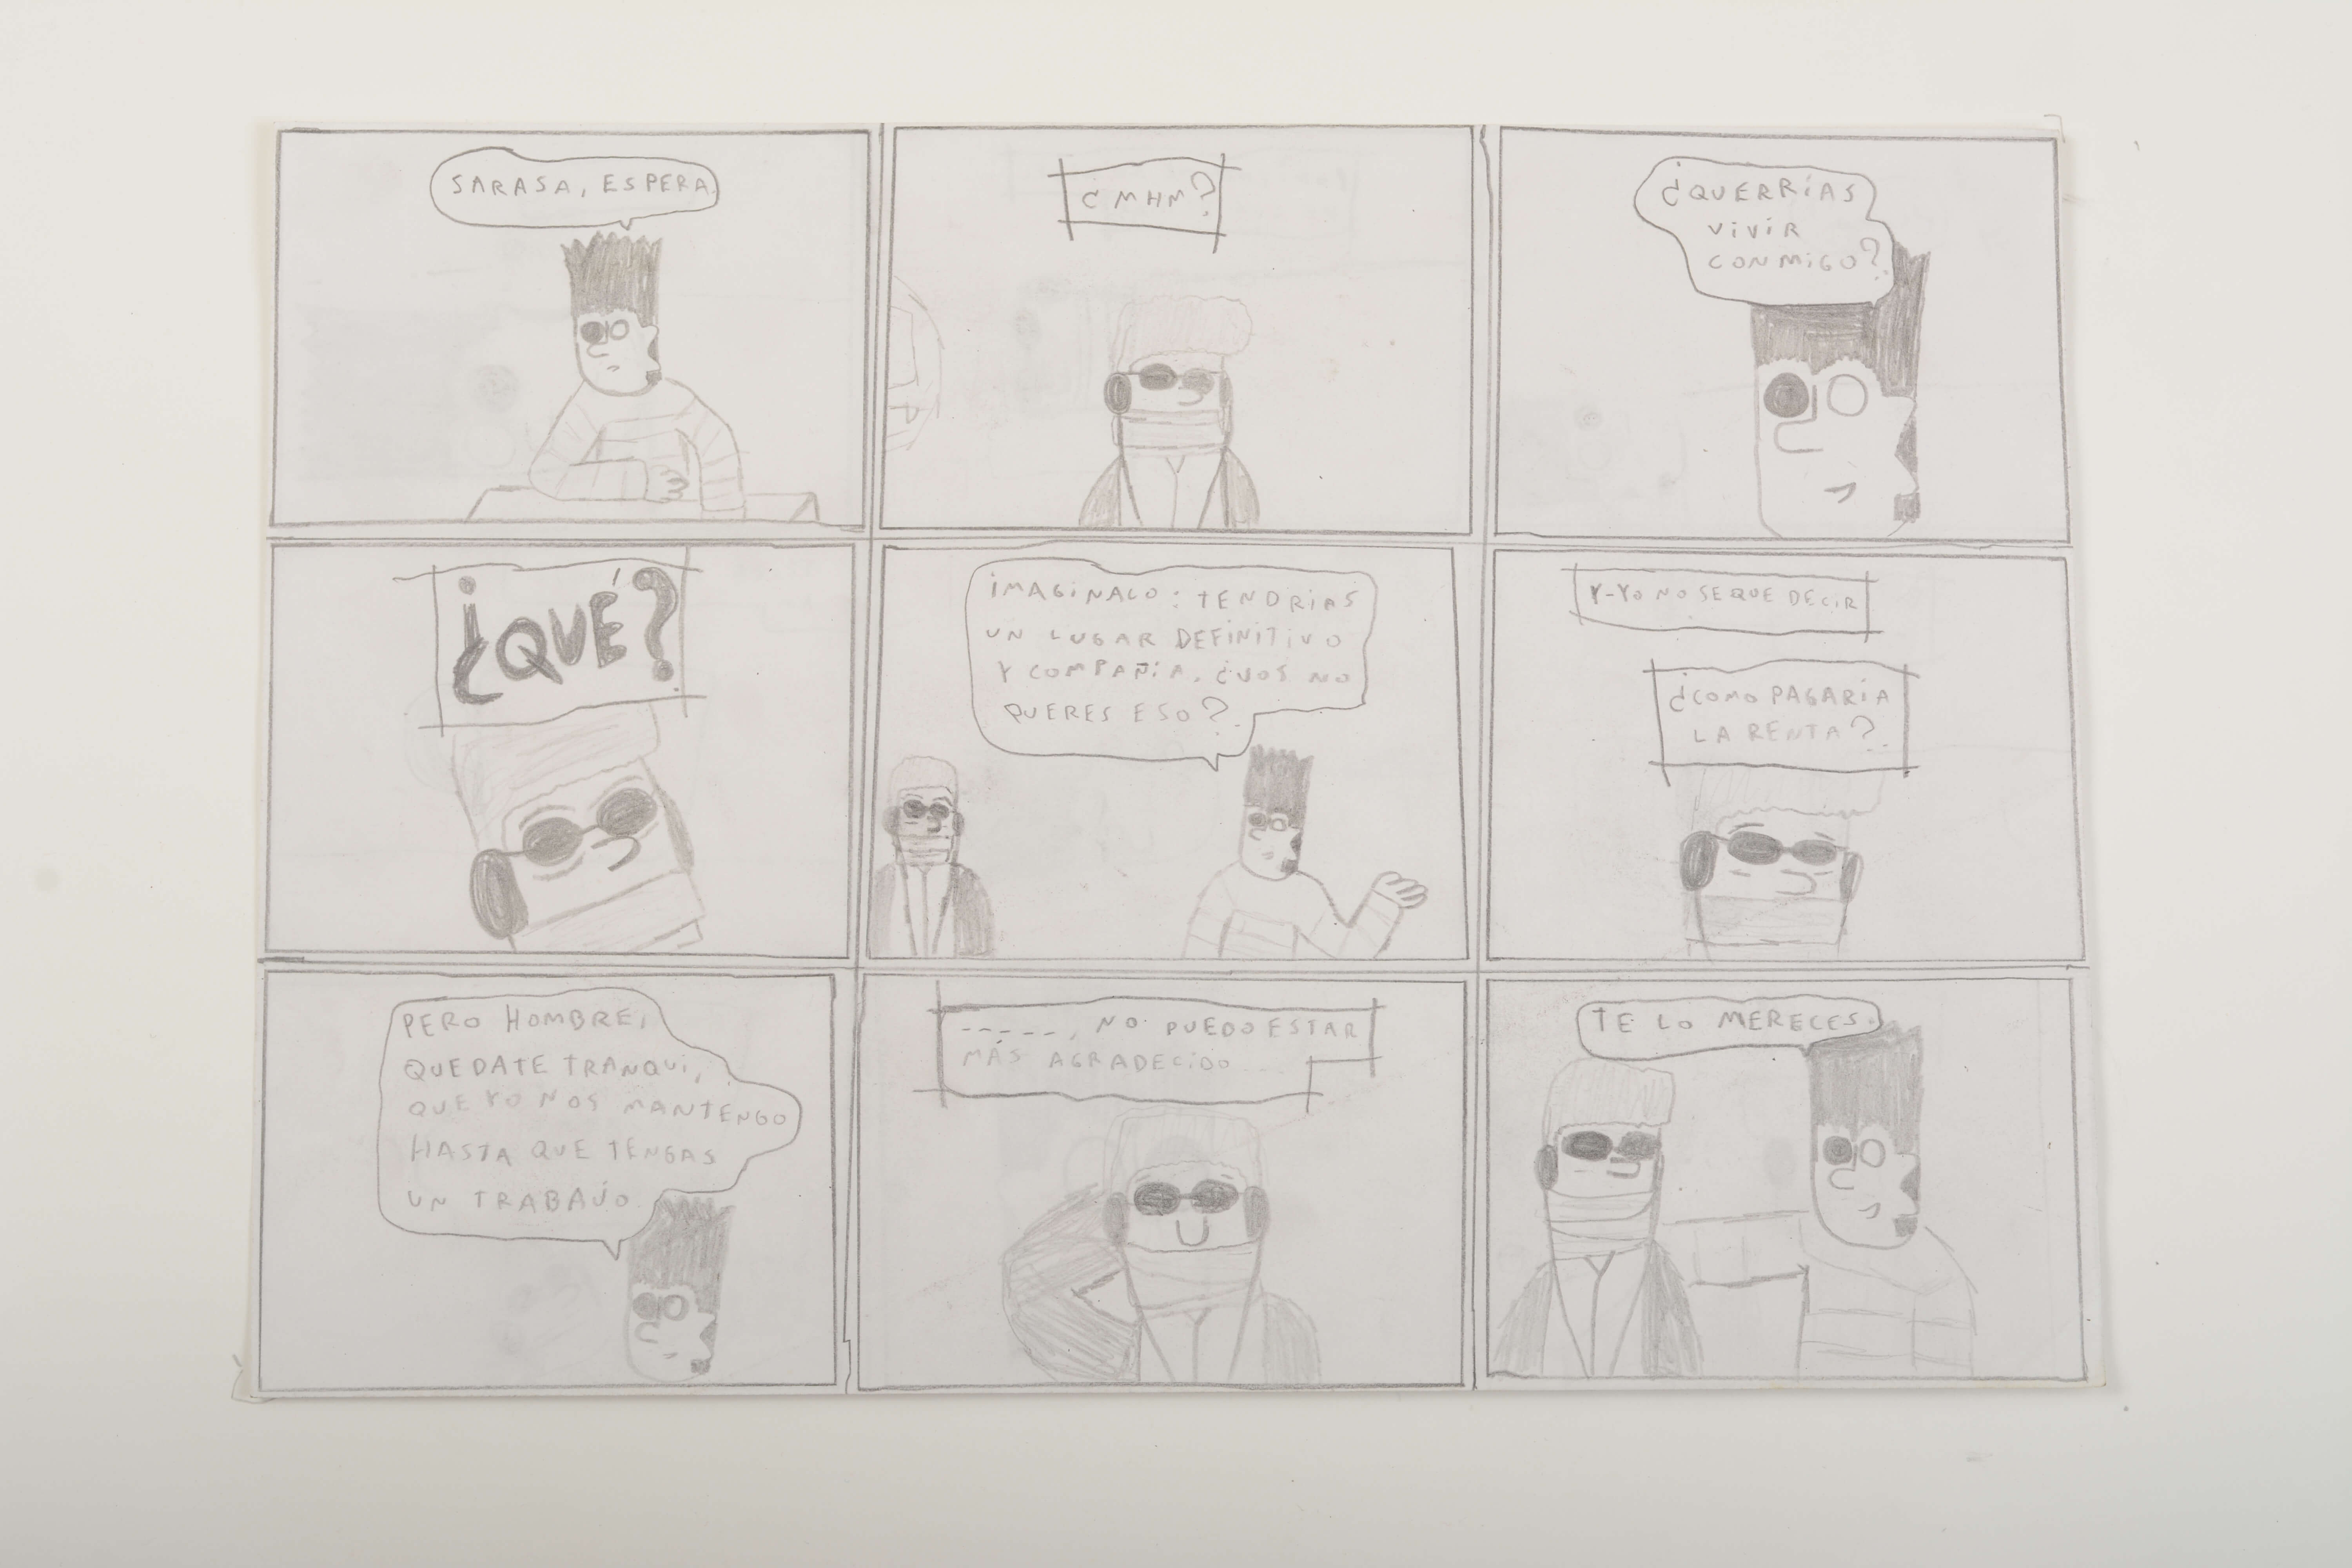 SARASA, ESPERA.
¿MHM?
¿QUERRÍAS
VIVIR
CONMIGO?
¿QUÉ?
IMAGINALO: TENDRIAS
UN LUGAR DEFINITIVO
Y COMPAÑIA. ¿VOS NO
QUERES ESO?
Y-YO NO SE QUE DECIR
¿COMO PAGARIA
LA RENTA?
PERO HOMBRE,
QUEDATE TRANQUI,
QUE YO NOS MANTENGO
HASTA QUE TENGAS
UN TRABAJO.
-----, NO PUEDO ESTAR
MÁS AGRADECIDO...
TE LO MERECES.